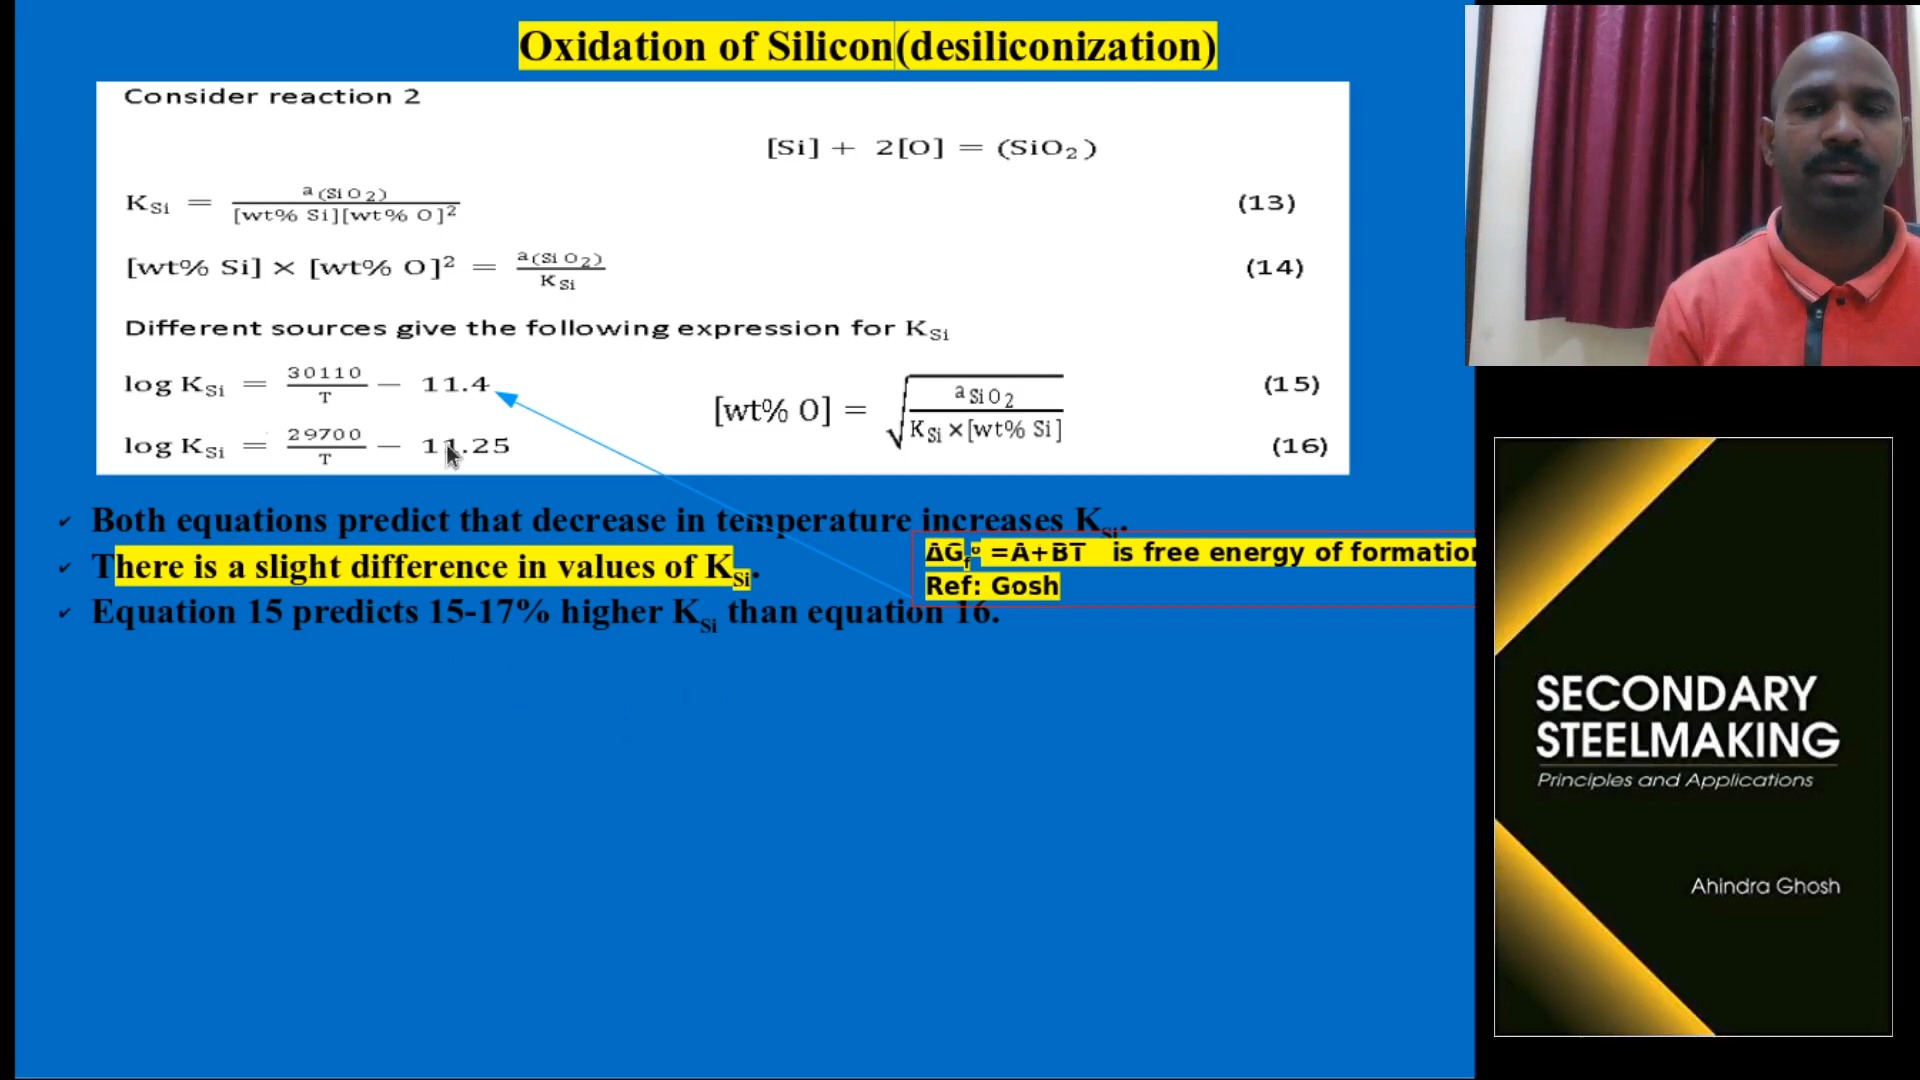 Oxidation of Silicon(desiliconization)
Consider reaction 2
[Si] + 2[O] = (SiO₂)
K_Si = a_(SiO₂) / [wt% Si][wt% O]² (13)
[wt% Si] × [wt% O]² = a_(SiO₂) / K_Si (14)
Different sources give the following expression for K_Si
log K_Si = 30110/T − 11.4 (15)
[wt% O] = √(a_SiO₂ / K_Si × [wt% Si])
log K_Si = 29700/T − 11.25 (16)
✓ Both equations predict that decrease in temperature increases K_Si.
✓ There is a slight difference in values of K_Si.
✓ Equation 15 predicts 15-17% higher K_Si than equation 16.
ΔG_f° =A+BT is free energy of formation
Ref: Gosh
SECONDARY
STEELMAKING
Principles and Applications
Ahindra Ghosh